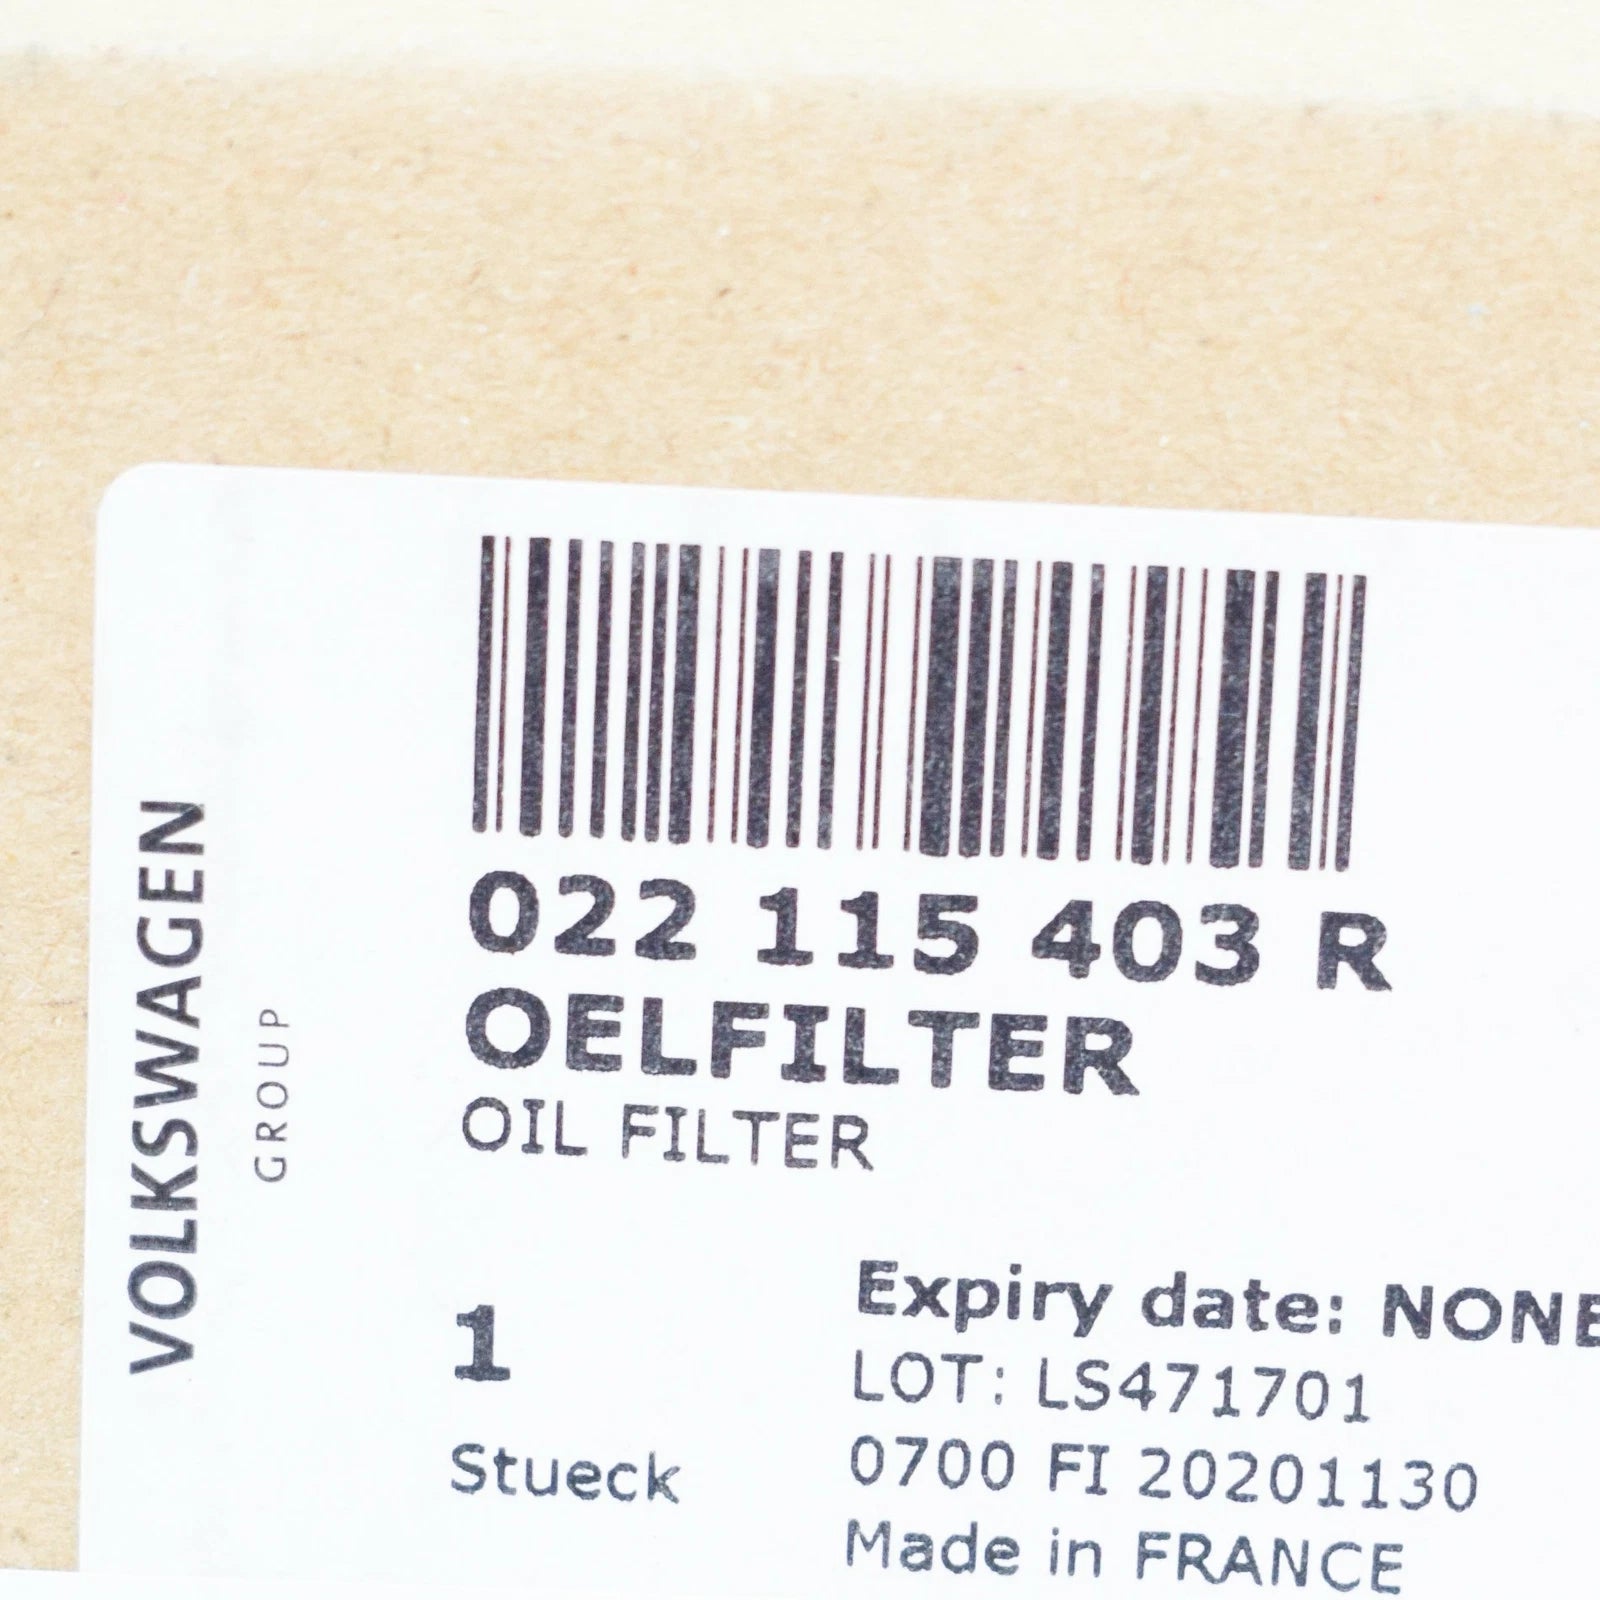 VOLKSWAGEN
GROUP
022 115 403 R
OELFILTER
OIL FILTER
1
Stueck
Expiry date: NONE
LOT: LS471701
0700 FI 20201130
Made in FRANCE